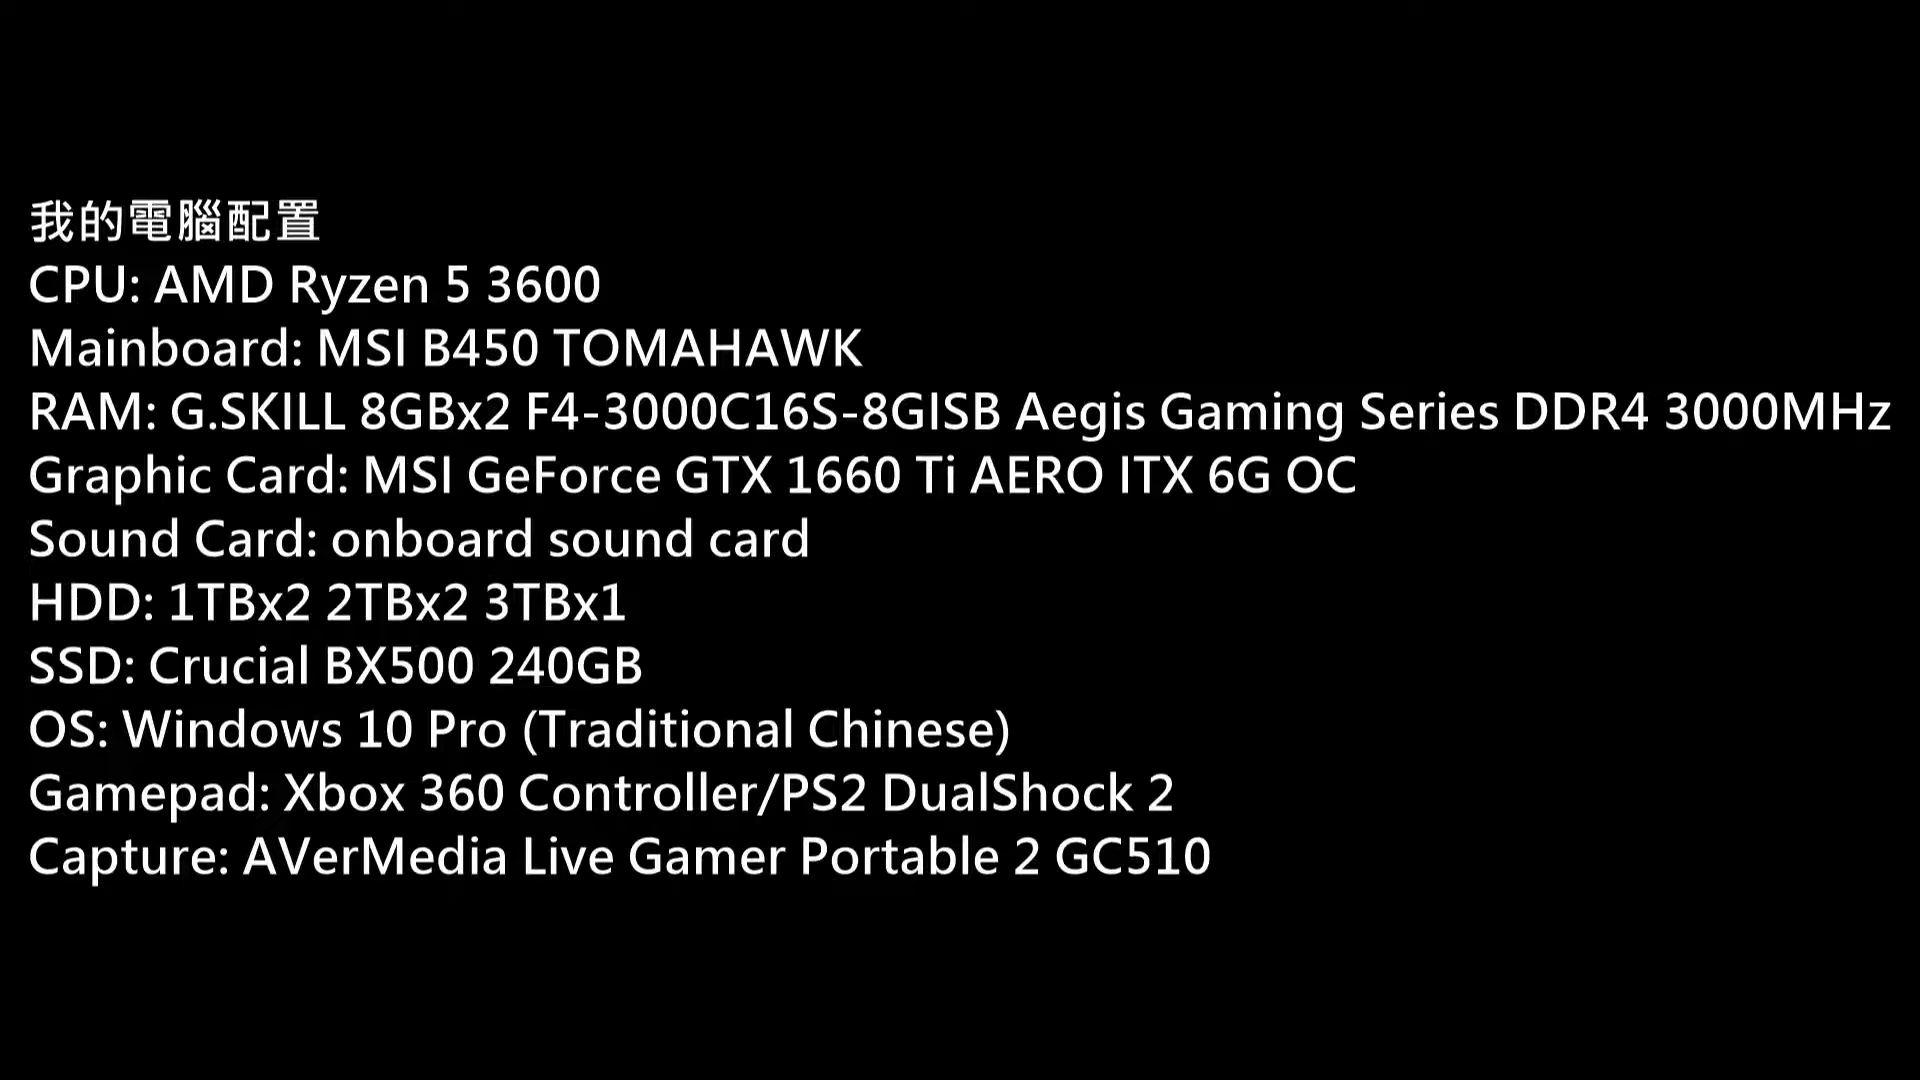 我的電腦配置
CPU: AMD Ryzen 5 3600
Mainboard: MSI B450 TOMAHAWK
RAM: G.SKILL 8GBx2 F4-3000C16S-8GISB Aegis Gaming Series DDR4 3000MHz
Graphic Card: MSI GeForce GTX 1660 Ti AERO ITX 6G OC
Sound Card: onboard sound card
HDD: 1TBx2 2TBx2 3TBx1
SSD: Crucial BX500 240GB
OS: Windows 10 Pro (Traditional Chinese)
Gamepad: Xbox 360 Controller/PS2 DualShock 2
Capture: AVerMedia Live Gamer Portable 2 GC510